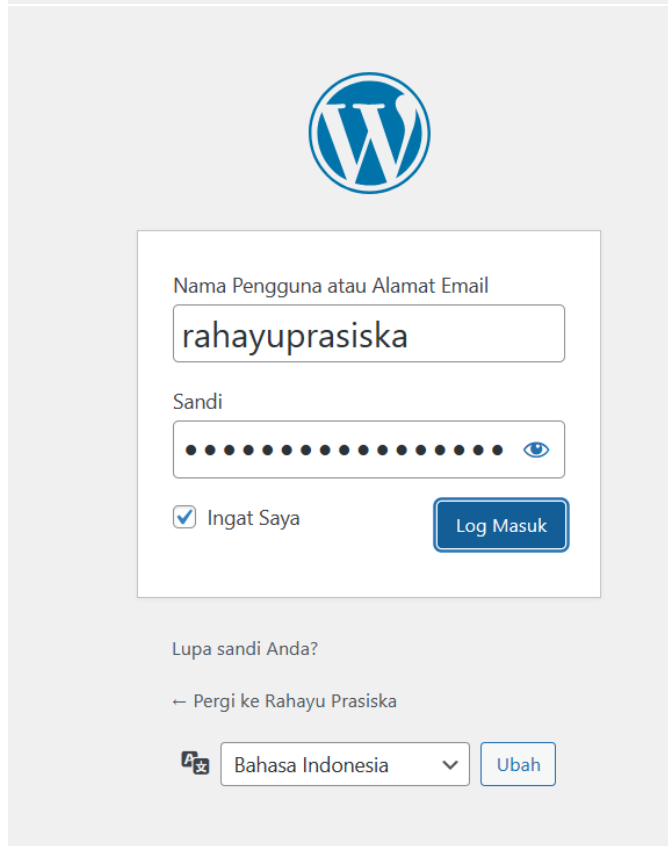 Nama Pengguna atau Alamat Email
rahayuprasiska
Sandi
•••••••••••••••••
Ingat Saya
Log Masuk
Lupa sandi Anda?
← Pergi ke Rahayu Prasiska
Bahasa Indonesia
Ubah